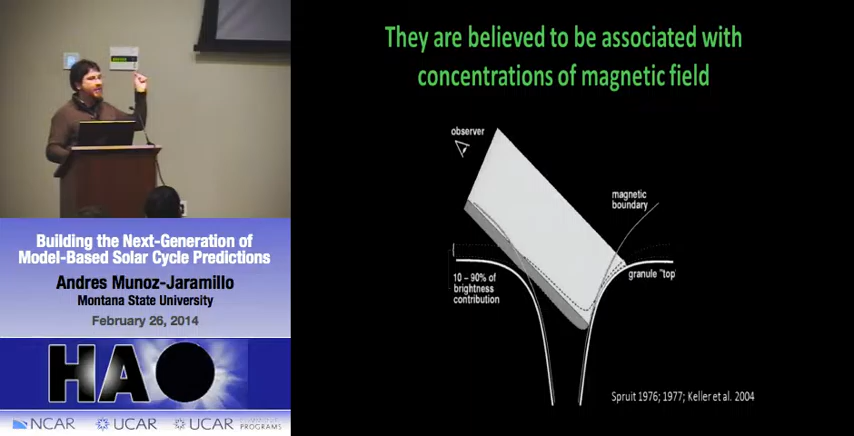 They are believed to be associated with
concentrations of magnetic field
observer
magnetic
boundary
granule "top"
10 – 90% of
brightness
contribution
Spruit 1976; 1977; Keller et al. 2004
Building the Next-Generation of
Model-Based Solar Cycle Predictions
Andres Munoz-Jaramillo
Montana State University
February 26, 2014
HAO
NCAR
UCAR
UCAR
PROGRAMS